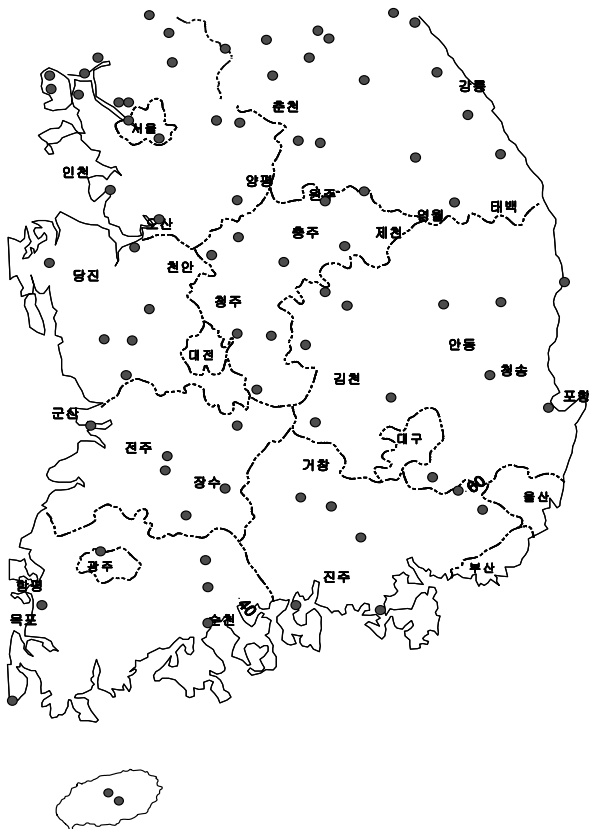 강릉
춘천
서울
인천
양평
원주
태백
영월
오산
충주
제천
천안
당진
청주
대전
안동
김천
청송
포항
군산
대구
전주
거창
장수
60
울산
광주
부산
진주
함평
40
목포
순천